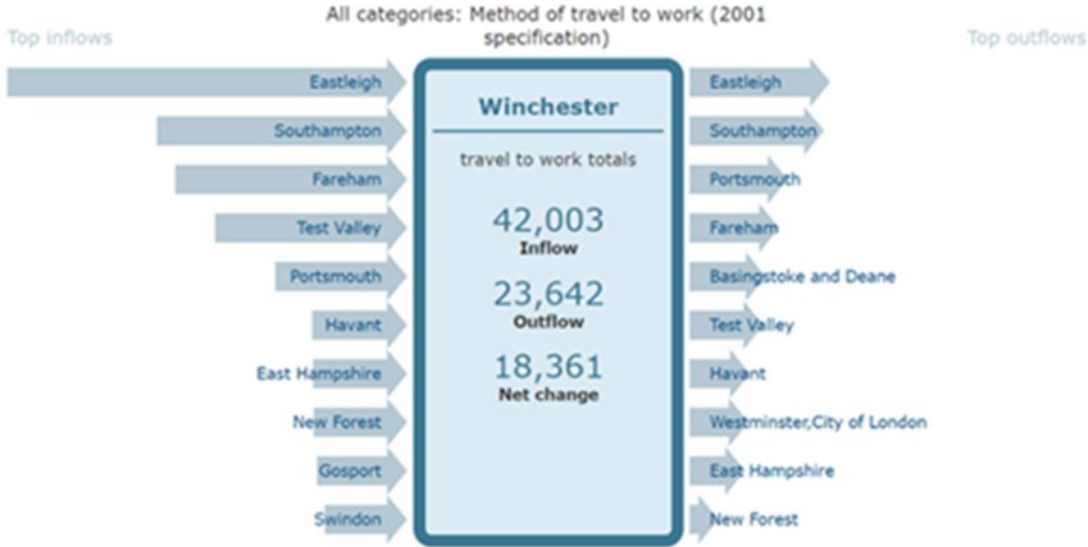 All categories: Method of travel to work (2001
specification)
Top inflows
Top outflows
Eastleigh
Southampton
Fareham
Test Valley
Portsmouth
Havant
East Hampshire
New Forest
Gosport
Swindon
Winchester
travel to work totals
42,003
Inflow
23,642
Outflow
18,361
Net change
Eastleigh
Southampton
Portsmouth
Fareham
Basingstoke and Deane
Test Valley
Havant
Westminster,City of London
East Hampshire
New Forest